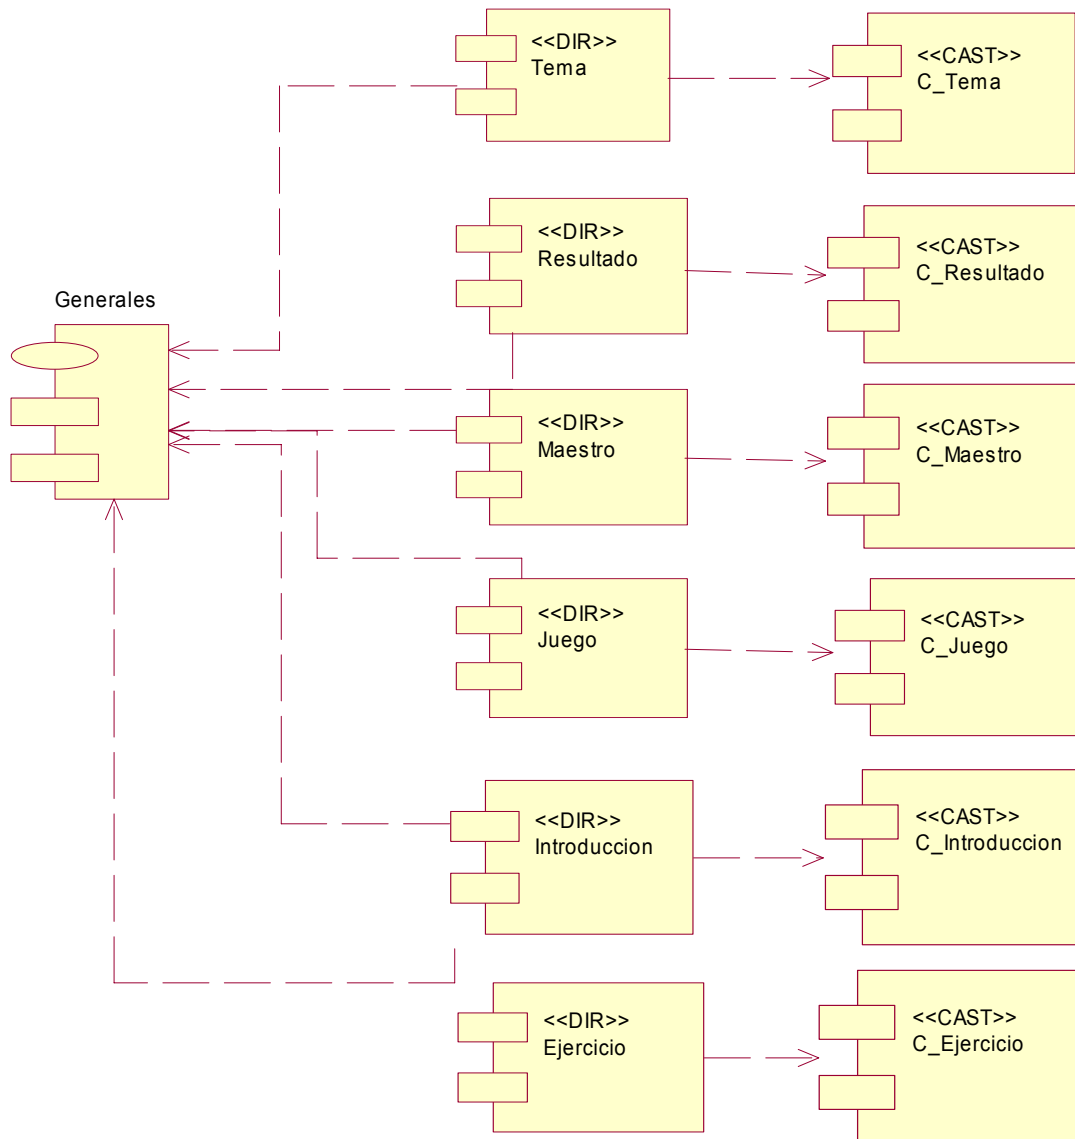 <<DIR>>
Tema
<<CAST>>
C_Tema
<<DIR>>
Resultado
<<CAST>>
C_Resultado
Generales
<<DIR>>
Maestro
<<CAST>>
C_Maestro
<<DIR>>
Juego
<<CAST>>
C_Juego
<<DIR>>
Introduccion
<<CAST>>
C_Introduccion
<<DIR>>
Ejercicio
<<CAST>>
C_Ejercicio